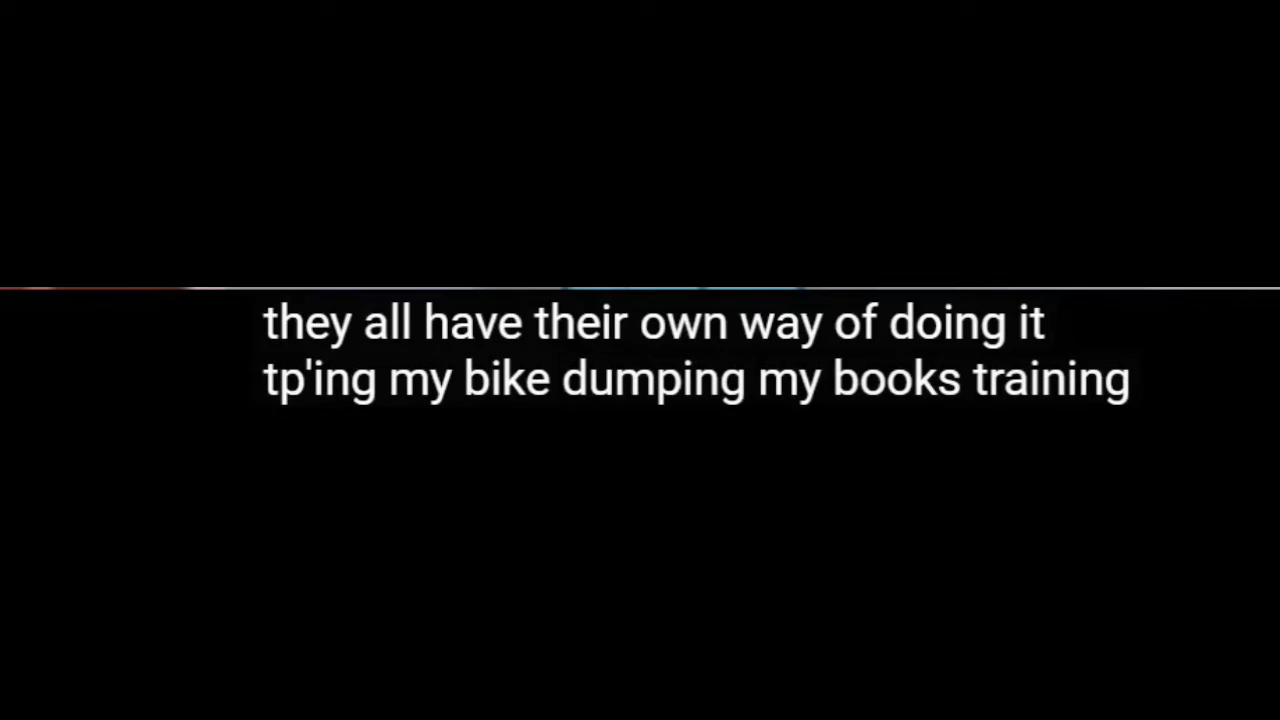 they all have their own way of doing it
tp'ing my bike dumping my books training